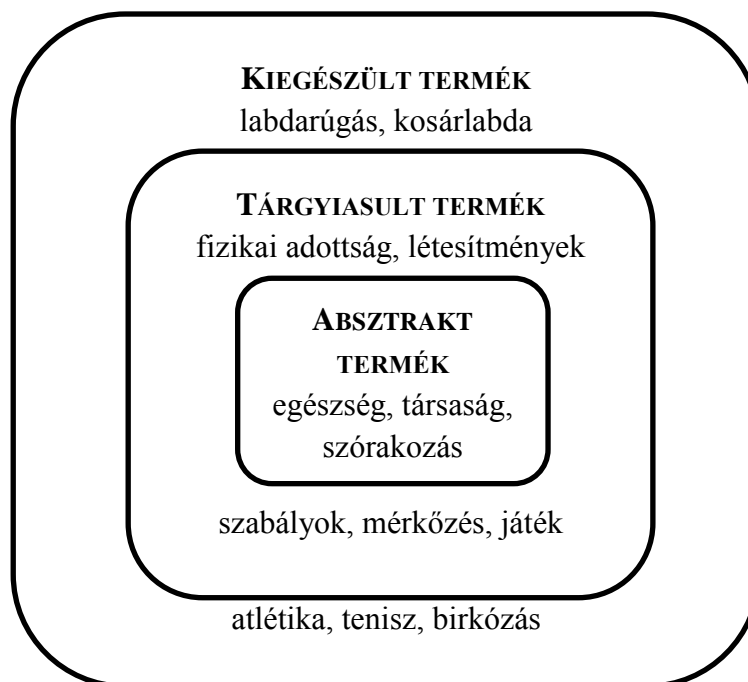 KIEGÉSZÜLT TERMÉK
labdarúgás, kosárlabda
TÁRGYIASULT TERMÉK
fizikai adottság, létesítmények
ABSZTRAKT
TERMÉK
egészség, társaság,
szórakozás
szabályok, mérkőzés, játék
atlétika, tenisz, birkózás